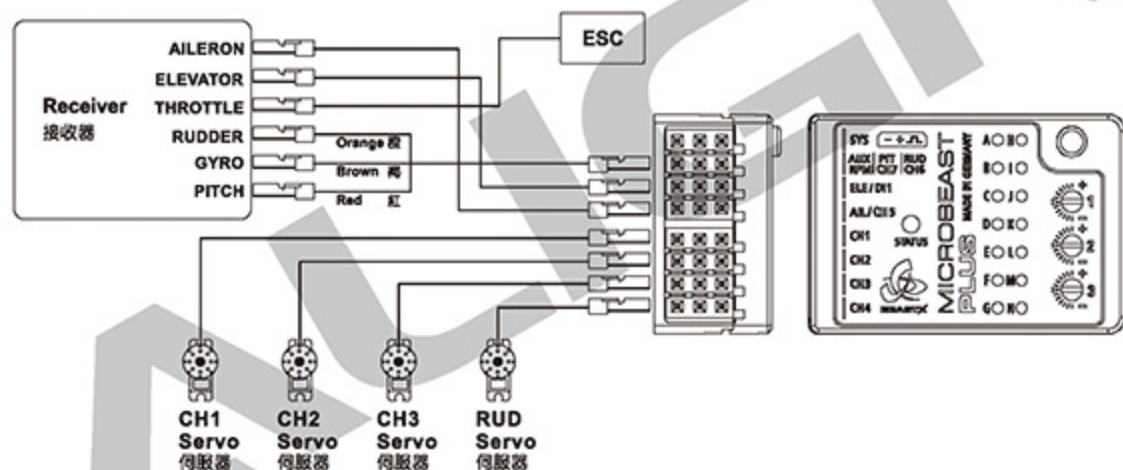 AILERON
ELEVATOR
THROTTLE
RUDDER
GYRO
PITCH
Receiver
接收器
ESC
Orange 橙
Brown 褐
Red 紅
SYS
AUX PIT RUD
RPM CH7 CH6
ELE/DI1
AIL/CH5
CH1
CH2
CH3
CH4
STATUS
BEASTX
MICROBEAST
PLUS
MADE IN GERMANY
A H
B I
C J
D K
E L
F M
G N
1
2
3
CH1
Servo
伺服器
CH2
Servo
伺服器
CH3
Servo
伺服器
RUD
Servo
伺服器